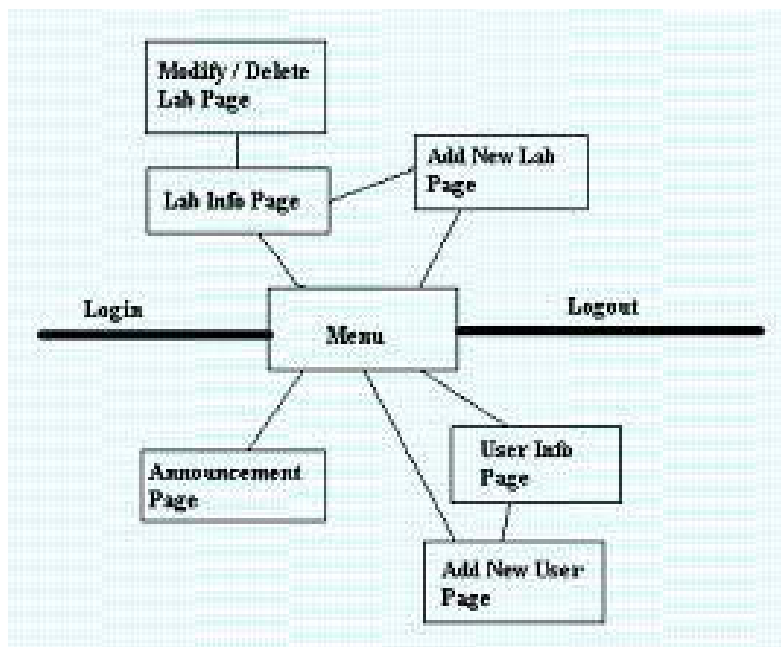 Modify / Delete
Lab Page
Add New Lab
Page
Lab Info Page
Login
Logout
Menu
User Info
Page
Announcement
Page
Add New User
Page